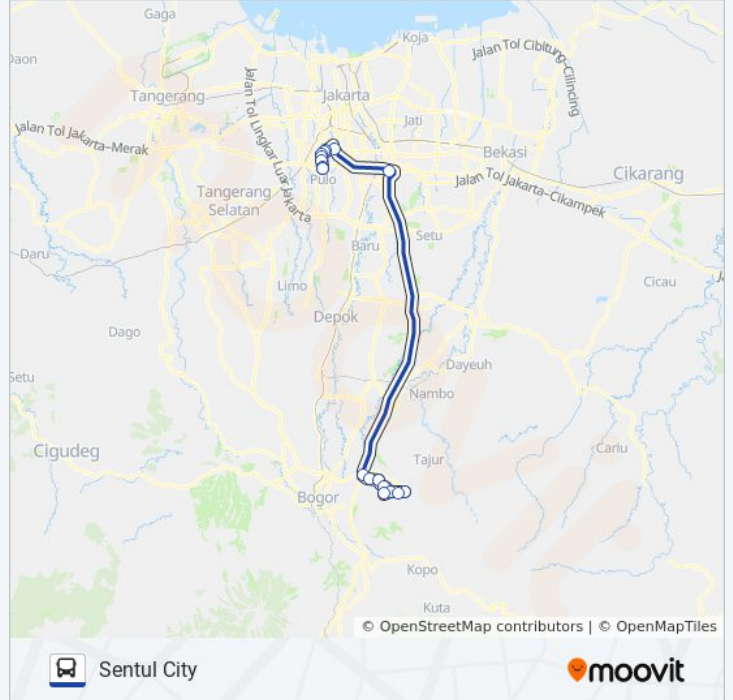 Gaga
Koja
Jalan Tol Cibitung-Cilincing
Tangerang
Jakarta
Jati
Jalan Tol Lingkar Luar Jakarta
Jalan Tol Jakarta-Merak
Bekasi
Cikarang
Pulo
Jalan Tol Jakarta-Cikampek
Tangerang
Selatan
Setu
Baru
Daru
Cicau
Limo
Depok
Dago
Dayeuh
Setu
Nambo
Cigudeg
Tajur
Cariu
Bogor
Kopo
Kuta
© OpenStreetMap contributors | © OpenMapTiles
Sentul City
moovit